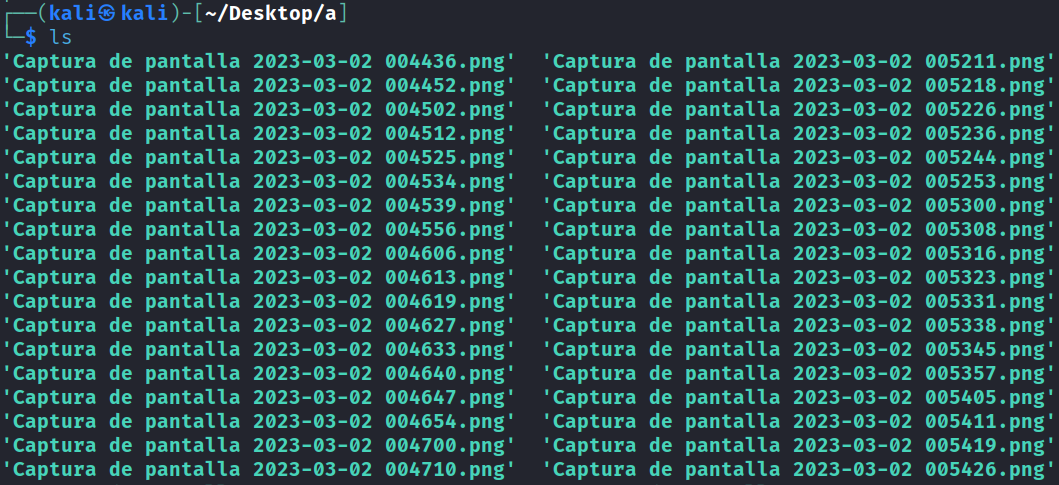 ┌──(kali㉿kali)-[~/Desktop/a]
└─$ ls
'Captura de pantalla 2023-03-02 004436.png'  'Captura de pantalla 2023-03-02 005211.png'
'Captura de pantalla 2023-03-02 004452.png'  'Captura de pantalla 2023-03-02 005218.png'
'Captura de pantalla 2023-03-02 004502.png'  'Captura de pantalla 2023-03-02 005226.png'
'Captura de pantalla 2023-03-02 004512.png'  'Captura de pantalla 2023-03-02 005236.png'
'Captura de pantalla 2023-03-02 004525.png'  'Captura de pantalla 2023-03-02 005244.png'
'Captura de pantalla 2023-03-02 004534.png'  'Captura de pantalla 2023-03-02 005253.png'
'Captura de pantalla 2023-03-02 004539.png'  'Captura de pantalla 2023-03-02 005300.png'
'Captura de pantalla 2023-03-02 004556.png'  'Captura de pantalla 2023-03-02 005308.png'
'Captura de pantalla 2023-03-02 004606.png'  'Captura de pantalla 2023-03-02 005316.png'
'Captura de pantalla 2023-03-02 004613.png'  'Captura de pantalla 2023-03-02 005323.png'
'Captura de pantalla 2023-03-02 004619.png'  'Captura de pantalla 2023-03-02 005331.png'
'Captura de pantalla 2023-03-02 004627.png'  'Captura de pantalla 2023-03-02 005338.png'
'Captura de pantalla 2023-03-02 004633.png'  'Captura de pantalla 2023-03-02 005345.png'
'Captura de pantalla 2023-03-02 004640.png'  'Captura de pantalla 2023-03-02 005357.png'
'Captura de pantalla 2023-03-02 004647.png'  'Captura de pantalla 2023-03-02 005405.png'
'Captura de pantalla 2023-03-02 004654.png'  'Captura de pantalla 2023-03-02 005411.png'
'Captura de pantalla 2023-03-02 004700.png'  'Captura de pantalla 2023-03-02 005419.png'
'Captura de pantalla 2023-03-02 004710.png'  'Captura de pantalla 2023-03-02 005426.png'